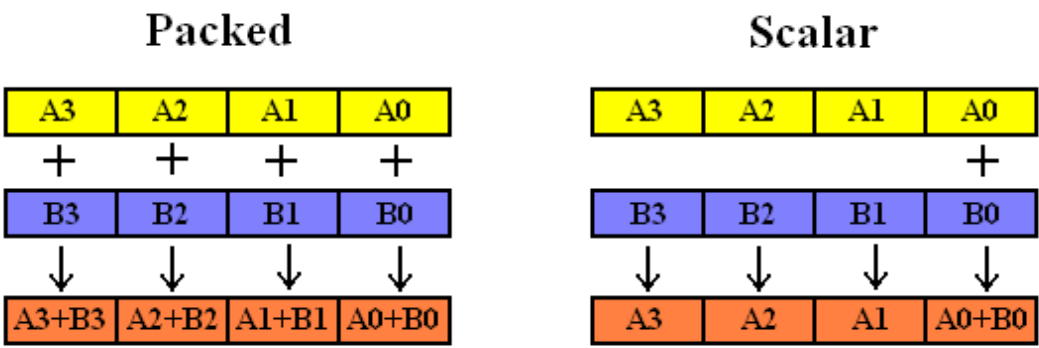 Packed Scalar
A3 A2 A1 A0 A3 A2 A1 A0
+ + + + +
B3 B2 B1 B0 B3 B2 B1 B0
↓ ↓ ↓ ↓ ↓ ↓ ↓ ↓
A3+B3 A2+B2 A1+B1 A0+B0 A3 A2 A1 A0+B0